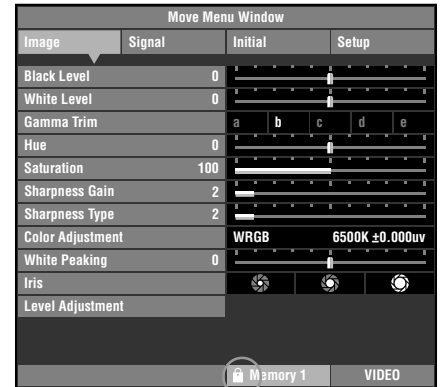 Move Menu Window
Image Signal Initial Setup
Black Level 0
White Level 0
Gamma Trim a b c d e
Hue 0
Saturation 100
Sharpness Gain 2
Sharpness Type 2
Color Adjustment WRGB 6500K ±0.000uv
White Peaking 0
Iris
Level Adjustment
Memory 1 VIDEO